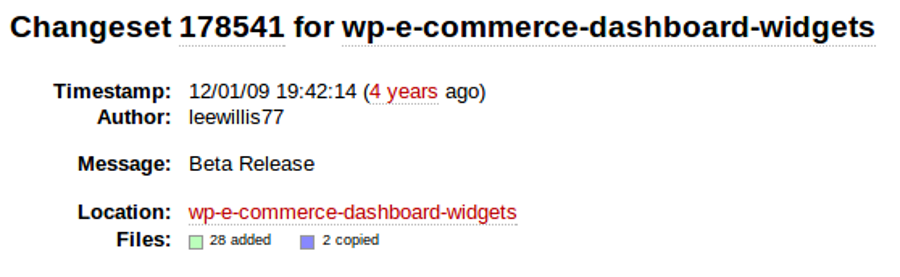 Changeset 178541 for wp-e-commerce-dashboard-widgets
Timestamp: 12/01/09 19:42:14 (4 years ago)
Author: leewillis77
Message: Beta Release
Location: wp-e-commerce-dashboard-widgets
Files: 28 added 2 copied